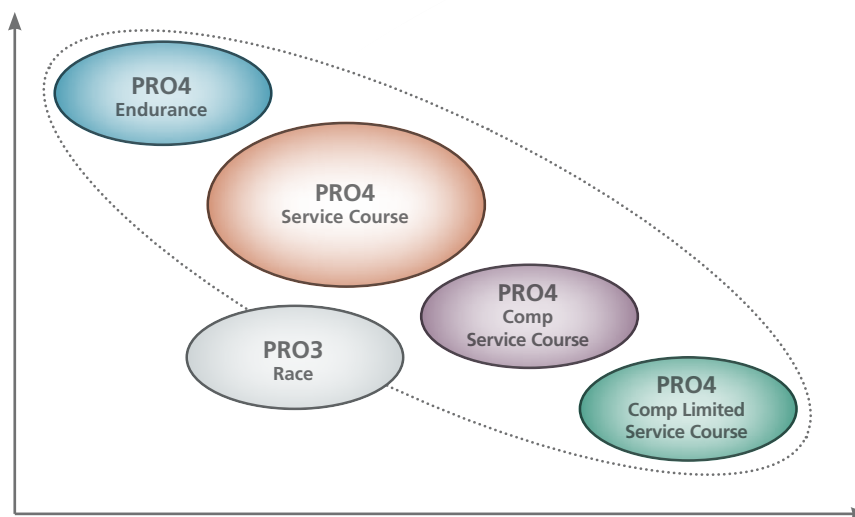 PRO4
Endurance
PRO4
Service Course
PRO4
Comp
Service Course
PRO3
Race
PRO4
Comp Limited
Service Course